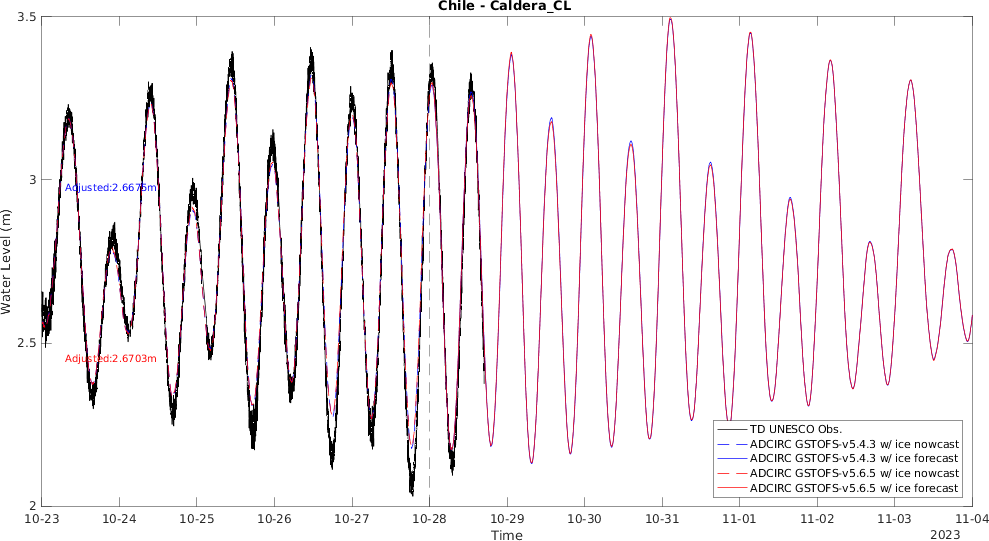 Chile - Caldera_CL
3.5
3
2.5
2
Water Level (m)
Adjusted:2.6675m
Adjusted:2.6703m
TD UNESCO Obs.
ADCIRC GSTOFS-v5.4.3 w/ ice nowcast
ADCIRC GSTOFS-v5.4.3 w/ ice forecast
ADCIRC GSTOFS-v5.6.5 w/ ice nowcast
ADCIRC GSTOFS-v5.6.5 w/ ice forecast
10-23 10-24 10-25 10-26 10-27 10-28 10-29 10-30 10-31 11-01 11-02 11-03 11-04
Time
2023